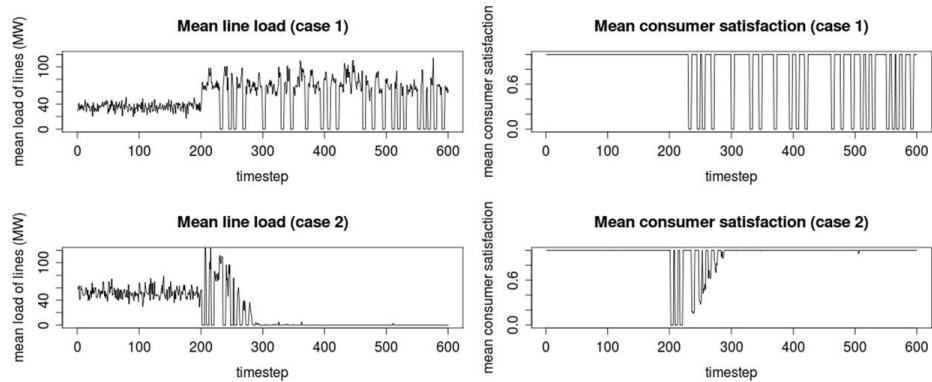 Mean line load (case 1)
mean load of lines (MW)
0 40 100
0 100 200 300 400 500 600
timestep
Mean consumer satisfaction (case 1)
mean consumer satisfaction
0.0 0.6
0 100 200 300 400 500 600
timestep
Mean line load (case 2)
mean load of lines (MW)
0 40 100
0 100 200 300 400 500 600
timestep
Mean consumer satisfaction (case 2)
mean consumer satisfaction
0.0 0.6
0 100 200 300 400 500 600
timestep